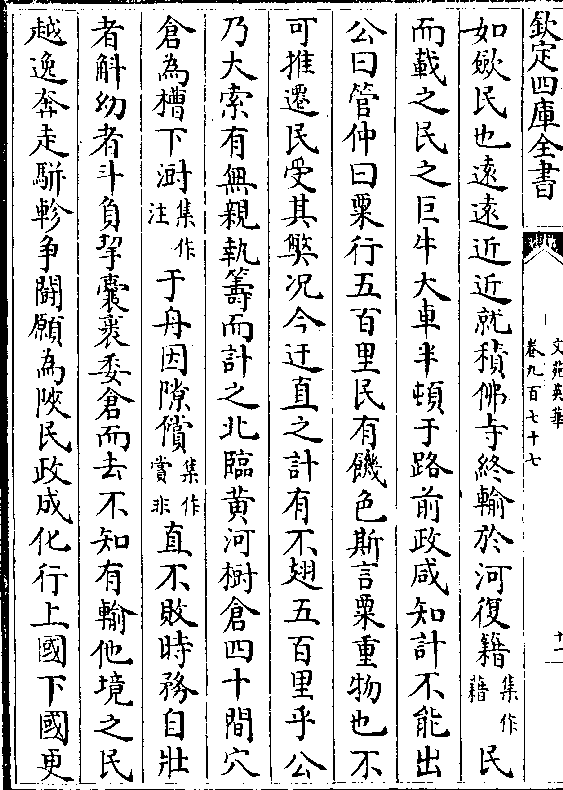 欽定四庫全書
文苑英華
卷九百七十七
十一
如斂民也遠遠近近就積佛寺終輸於河復籍集作藉民
而載之民之巨牛大車半頓于路前政咸知計不能出
公曰管仲曰粟行五百里民有饑色斯言粟重物也不
可推遷民受其弊况今迂直之計有不翅五百里乎公
乃大索有無親執籌而計之北臨黄河樹倉四十間穴
倉為槽下澍集作注于舟因隙償集作賞非直不敗時務自壯
者斛幼者斗負挈囊裹委倉而去不知有輸他境之民
越逸奔走騈軫争鬭願為陜民政成化行上國下國更